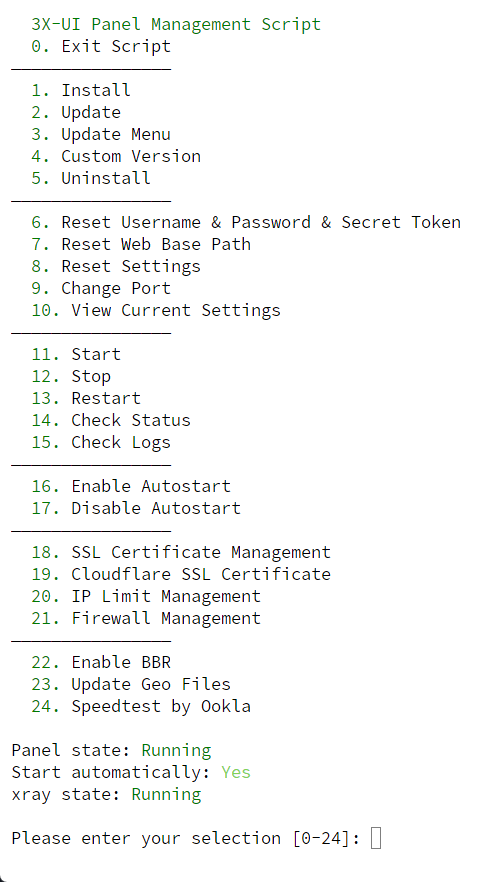 3X-UI Panel Management Script
0. Exit Script
————————————————
1. Install
2. Update
3. Update Menu
4. Custom Version
5. Uninstall
————————————————
6. Reset Username & Password & Secret Token
7. Reset Web Base Path
8. Reset Settings
9. Change Port
10. View Current Settings
————————————————
11. Start
12. Stop
13. Restart
14. Check Status
15. Check Logs
————————————————
16. Enable Autostart
17. Disable Autostart
————————————————
18. SSL Certificate Management
19. Cloudflare SSL Certificate
20. IP Limit Management
21. Firewall Management
————————————————
22. Enable BBR
23. Update Geo Files
24. Speedtest by Ookla
Panel state: Running
Start automatically: Yes
xray state: Running
Please enter your selection [0-24]: